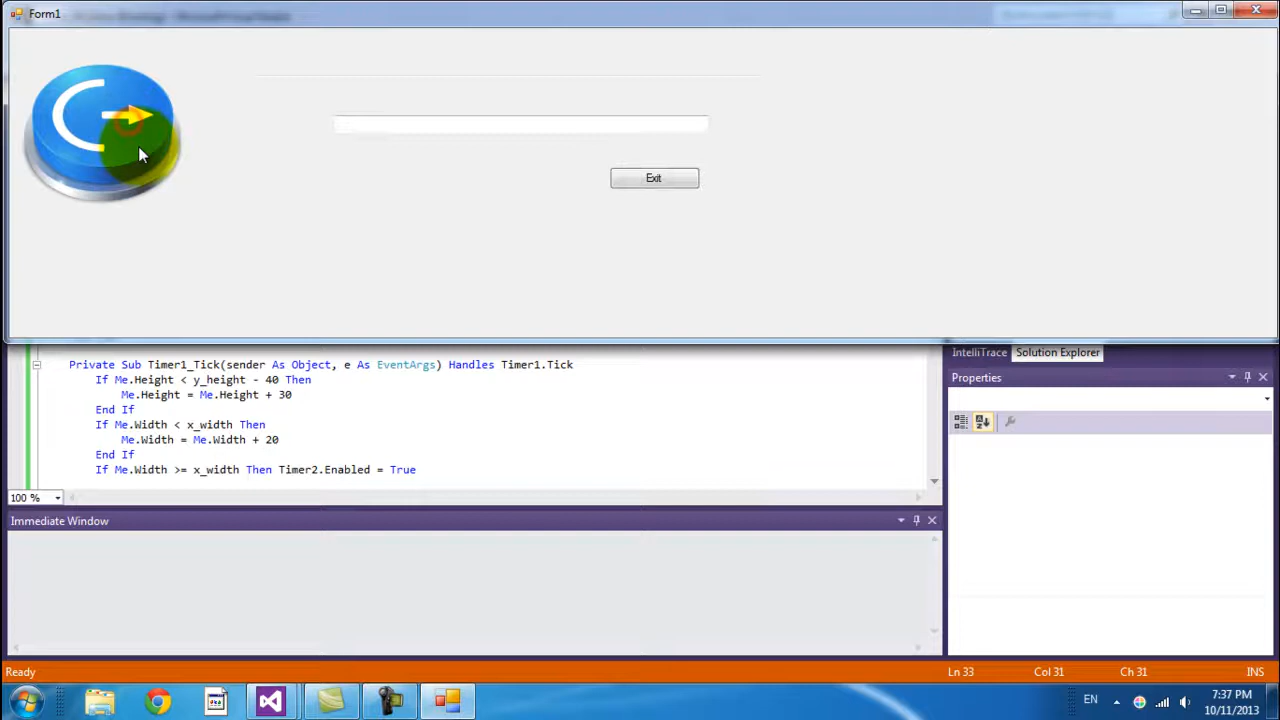 Form1
Exit
Private Sub Timer1_Tick(sender As Object, e As EventArgs) Handles Timer1.Tick
If Me.Height < y_height - 40 Then
Me.Height = Me.Height + 30
End If
If Me.Width < x_width Then
Me.Width = Me.Width + 20
End If
If Me.Width >= x_width Then Timer2.Enabled = True
100 %
IntelliTrace Solution Explorer
Properties
Immediate Window
Ready Ln 33 Col 31 Ch 31 INS
EN 7:37 PM
10/11/2013